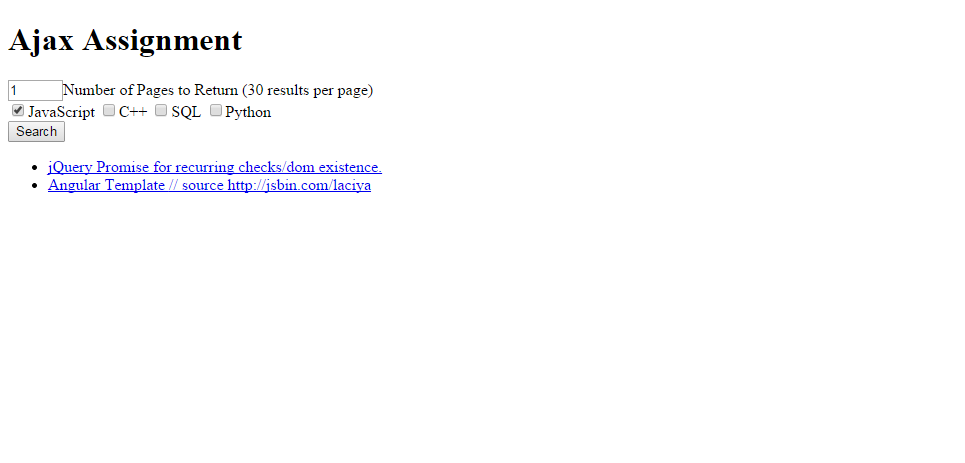 Ajax Assignment
1 Number of Pages to Return (30 results per page)
JavaScript C++ SQL Python
Search
jQuery Promise for recurring checks/dom existence.
Angular Template // source http://jsbin.com/laciya